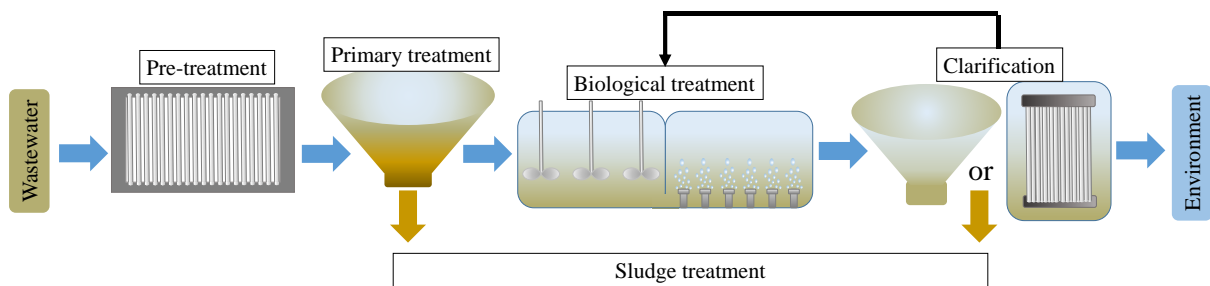 Wastewater
Pre-treatment
Primary treatment
Biological treatment
Clarification
or
Environment
Sludge treatment